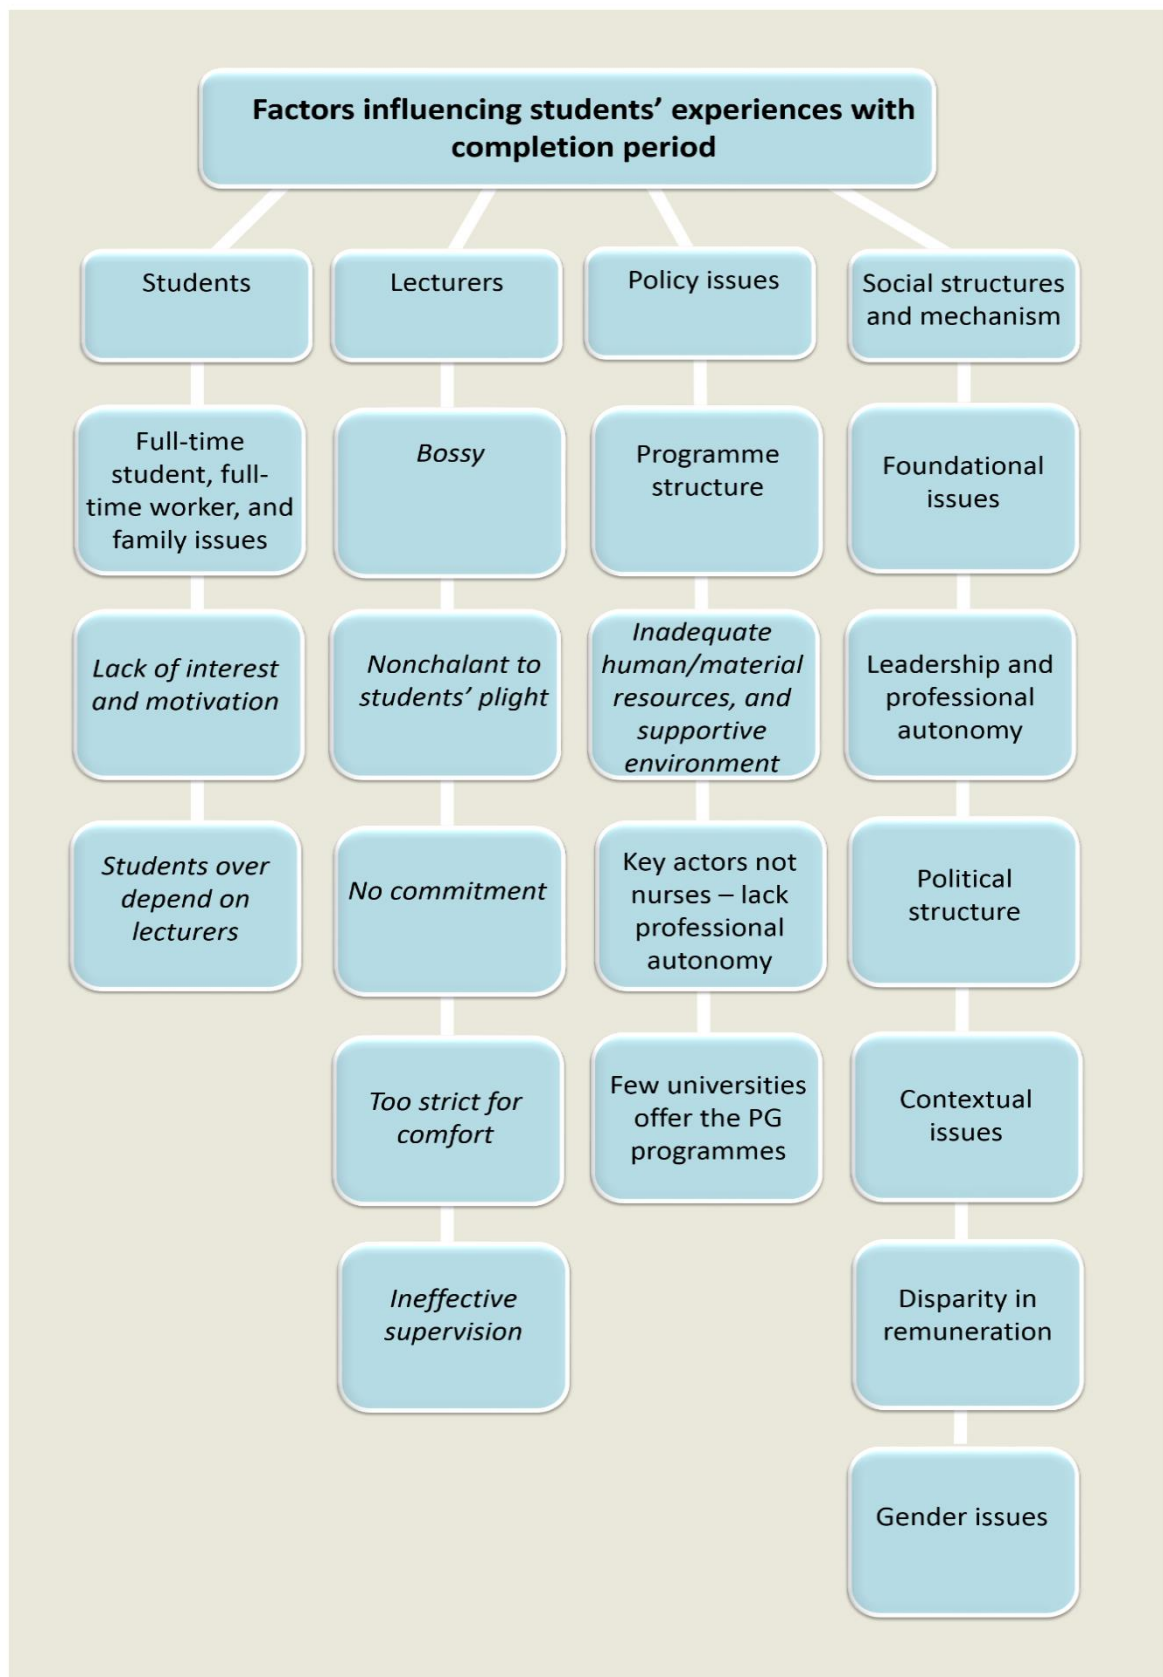 Factors influencing students’ experiences with
completion period
Students
Lecturers
Policy issues
Social structures
and mechanism
Full-time
student, full-
time worker, and
family issues
Bossy
Programme
structure
Foundational
issues
Lack of interest
and motivation
Nonchalant to
students’ plight
Inadequate
human/material
resources, and
supportive
environment
Leadership and
professional
autonomy
Students over
depend on
lecturers
No commitment
Key actors not
nurses – lack
professional
autonomy
Political
structure
Too strict for
comfort
Few universities
offer the PG
programmes
Contextual
issues
Ineffective
supervision
Disparity in
remuneration
Gender issues